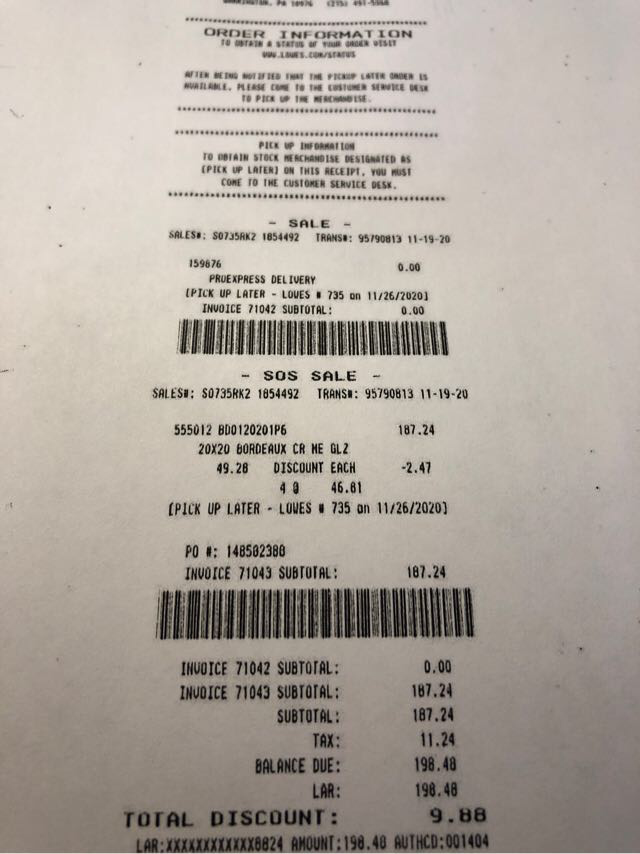 WARRINGTON, PA 18976 (215) 491-5560
ORDER INFORMATION
TO OBTAIN A STATUS OF YOUR ORDER VISIT
WWW.LOWES.COM/STATUS
AFTER BEING NOTIFIED THAT THE PICKUP LATER ORDER IS
AVAILABLE, PLEASE COME TO THE CUSTOMER SERVICE DESK
TO PICK UP THE MERCHANDISE.
PICK UP INFORMATION
TO OBTAIN STOCK MERCHANDISE DESIGNATED AS
[PICK UP LATER] ON THIS RECEIPT, YOU MUST
COME TO THE CUSTOMER SERVICE DESK.
- SALE -
SALES#: S0735RK2 1854492 TRANS#: 95790813 11-19-20
159876 0.00
PROEXPRESS DELIVERY
[PICK UP LATER - LOWES # 735 on 11/26/2020]
INVOICE 71042 SUBTOTAL: 0.00
- SOS SALE -
SALES#: S0735RK2 1854492 TRANS#: 95790813 11-19-20
555012 BDO120201P6 187.24
20X20 BORDEAUX CR ME GLZ
49.28 DISCOUNT EACH -2.47
4 @ 46.81
[PICK UP LATER - LOWES # 735 on 11/26/2020]
PO #: 148502380
INVOICE 71043 SUBTOTAL: 187.24
INVOICE 71042 SUBTOTAL: 0.00
INVOICE 71043 SUBTOTAL: 187.24
SUBTOTAL: 187.24
TAX: 11.24
BALANCE DUE: 198.48
LAR: 198.48
TOTAL DISCOUNT: 9.88
LAR:XXXXXXXXXXXX8824 AMOUNT:198.48 AUTHCD:001404